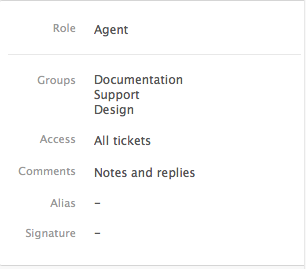 Role Agent
Groups Documentation
Support
Design
Access All tickets
Comments Notes and replies
Alias –
Signature –